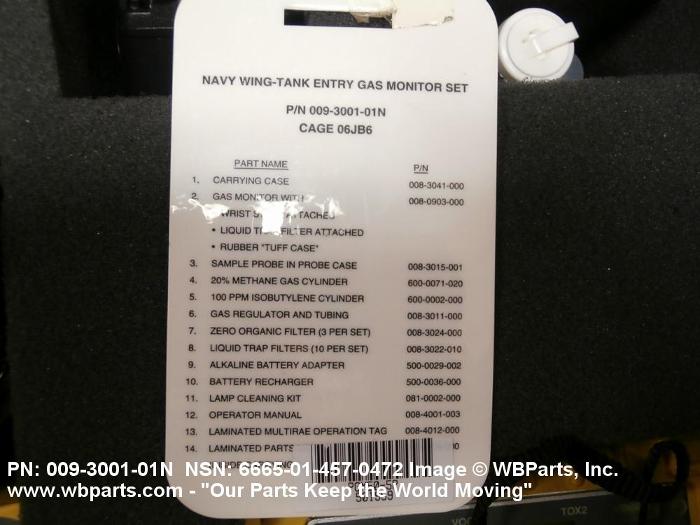 NAVY WING-TANK ENTRY GAS MONITOR SET
P/N 009-3001-01N
CAGE 06JB6
PART NAME P/N
1. CARRYING CASE 008-3041-000
2. GAS MONITOR WITH 008-0903-000
WRIST ATTACHED
• LIQUID FILTER ATTACHED
• RUBBER "TUFF CASE"
3. SAMPLE PROBE IN PROBE CASE 008-3015-001
4. 20% METHANE GAS CYLINDER 600-0071-020
5. 100 PPM ISOBUTYLENE CYLINDER 600-0002-000
6. GAS REGULATOR AND TUBING 008-3011-000
7. ZERO ORGANIC FILTER (3 PER SET) 008-3024-000
8. LIQUID TRAP FILTERS (10 PER SET) 008-3022-010
9. ALKALINE BATTERY ADAPTER 500-0029-002
10. BATTERY RECHARGER 500-0036-000
11. LAMP CLEANING KIT 081-0002-000
12. OPERATOR MANUAL 008-4001-003
13. LAMINATED MULTIRAE OPERATION TAG 008-4012-000
14. LAMINATED PARTS
PN: 009-3001-01N NSN: 6665-01-457-0472 Image © WBParts, Inc.
www.wbparts.com - "Our Parts Keep the World Moving"
VOC TOX2